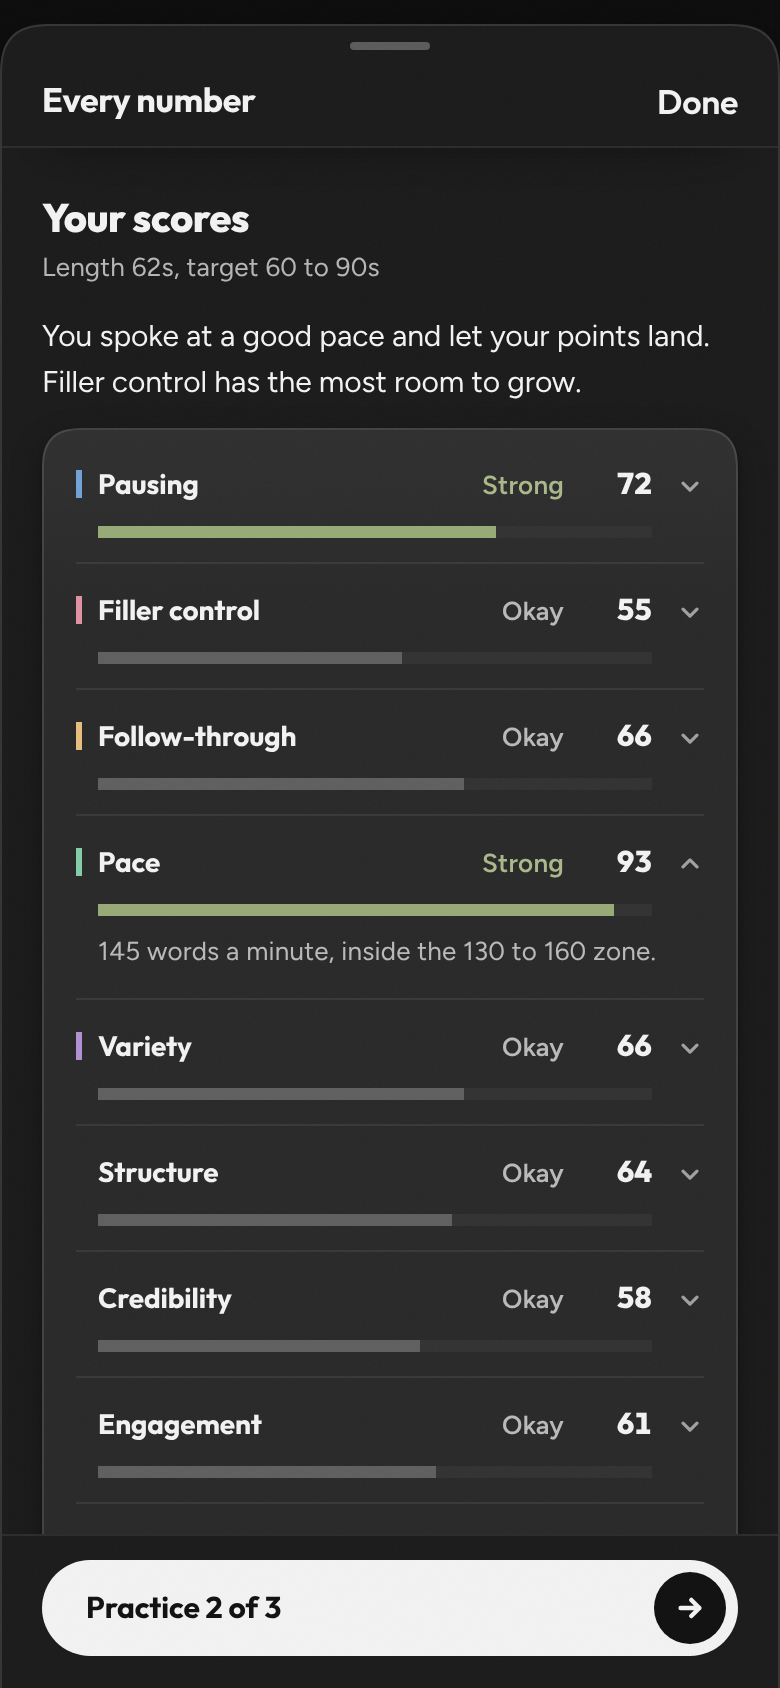 Every number
Done
Your scores
Length 62s, target 60 to 90s
You spoke at a good pace and let your points land.
Filler control has the most room to grow.
Pausing Strong 72
Filler control Okay 55
Follow-through Okay 66
Pace Strong 93
145 words a minute, inside the 130 to 160 zone.
Variety Okay 66
Structure Okay 64
Credibility Okay 58
Engagement Okay 61
Practice 2 of 3